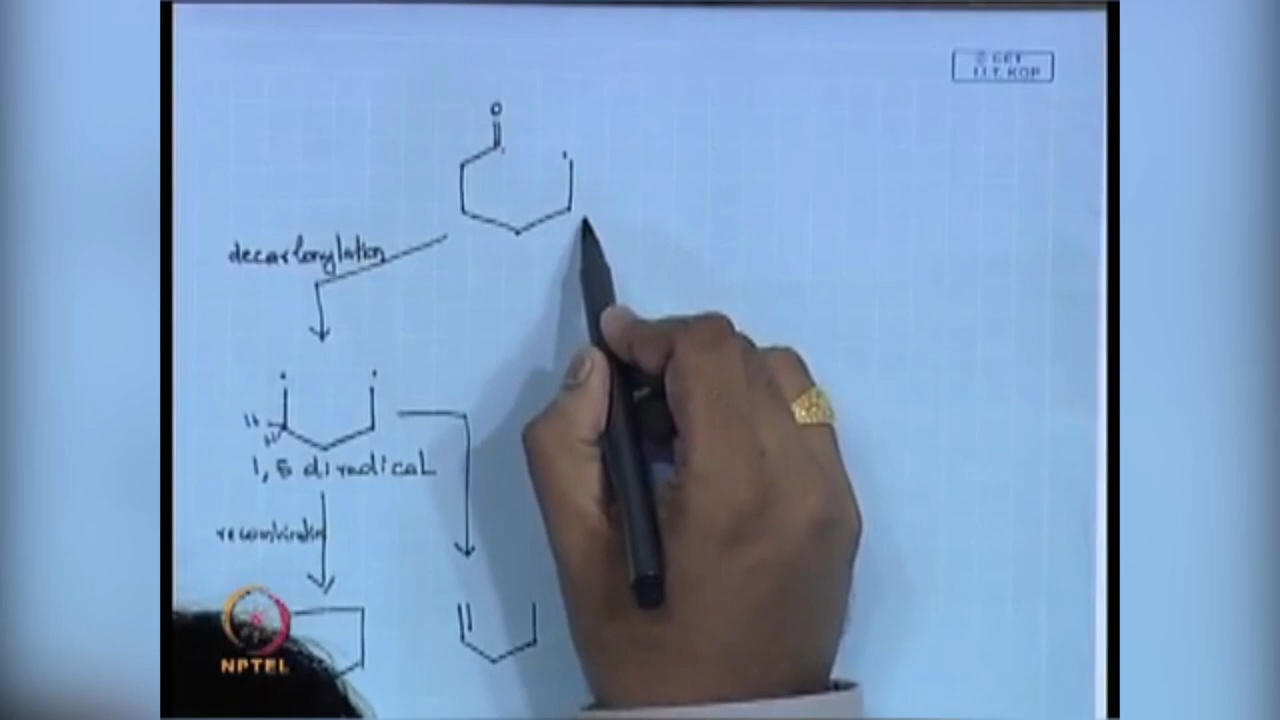 © CET
I.I.T. KGP
O
decarbonylation
H
H
1,5 diradical
recombination
NPTEL